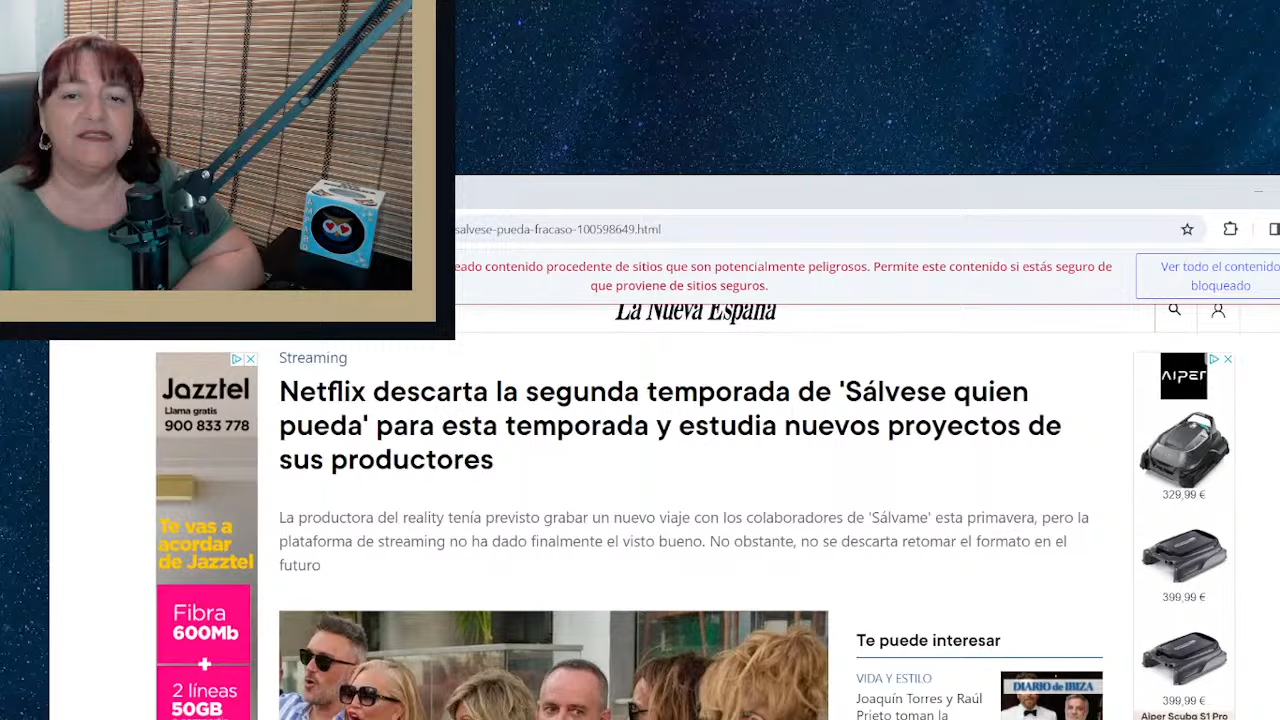 salvese-pueda-fracaso-100598649.html
eado contenido procedente de sitios que son potencialmente peligrosos. Permite este contenido si estás seguro de
que proviene de sitios seguros.
Ver todo el contenido
bloqueado
La Nueva España
Jazztel
Llama gratis
900 833 778
Te vas a
acordar
de Jazztel
Fibra
600Mb
+
2 líneas
50GB
Streaming
Netflix descarta la segunda temporada de 'Sálvese quien
pueda' para esta temporada y estudia nuevos proyectos de
sus productores
La productora del reality tenía previsto grabar un nuevo viaje con los colaboradores de 'Sálvame' esta primavera, pero la
plataforma de streaming no ha dado finalmente el visto bueno. No obstante, no se descarta retomar el formato en el
futuro
Te puede interesar
VIDA Y ESTILO
Joaquín Torres y Raúl
Prieto toman la
DIARIO de IBIZA
AIPER
329,99 €
399,99 €
399,99 €
Aiper Scuba S1 Pro